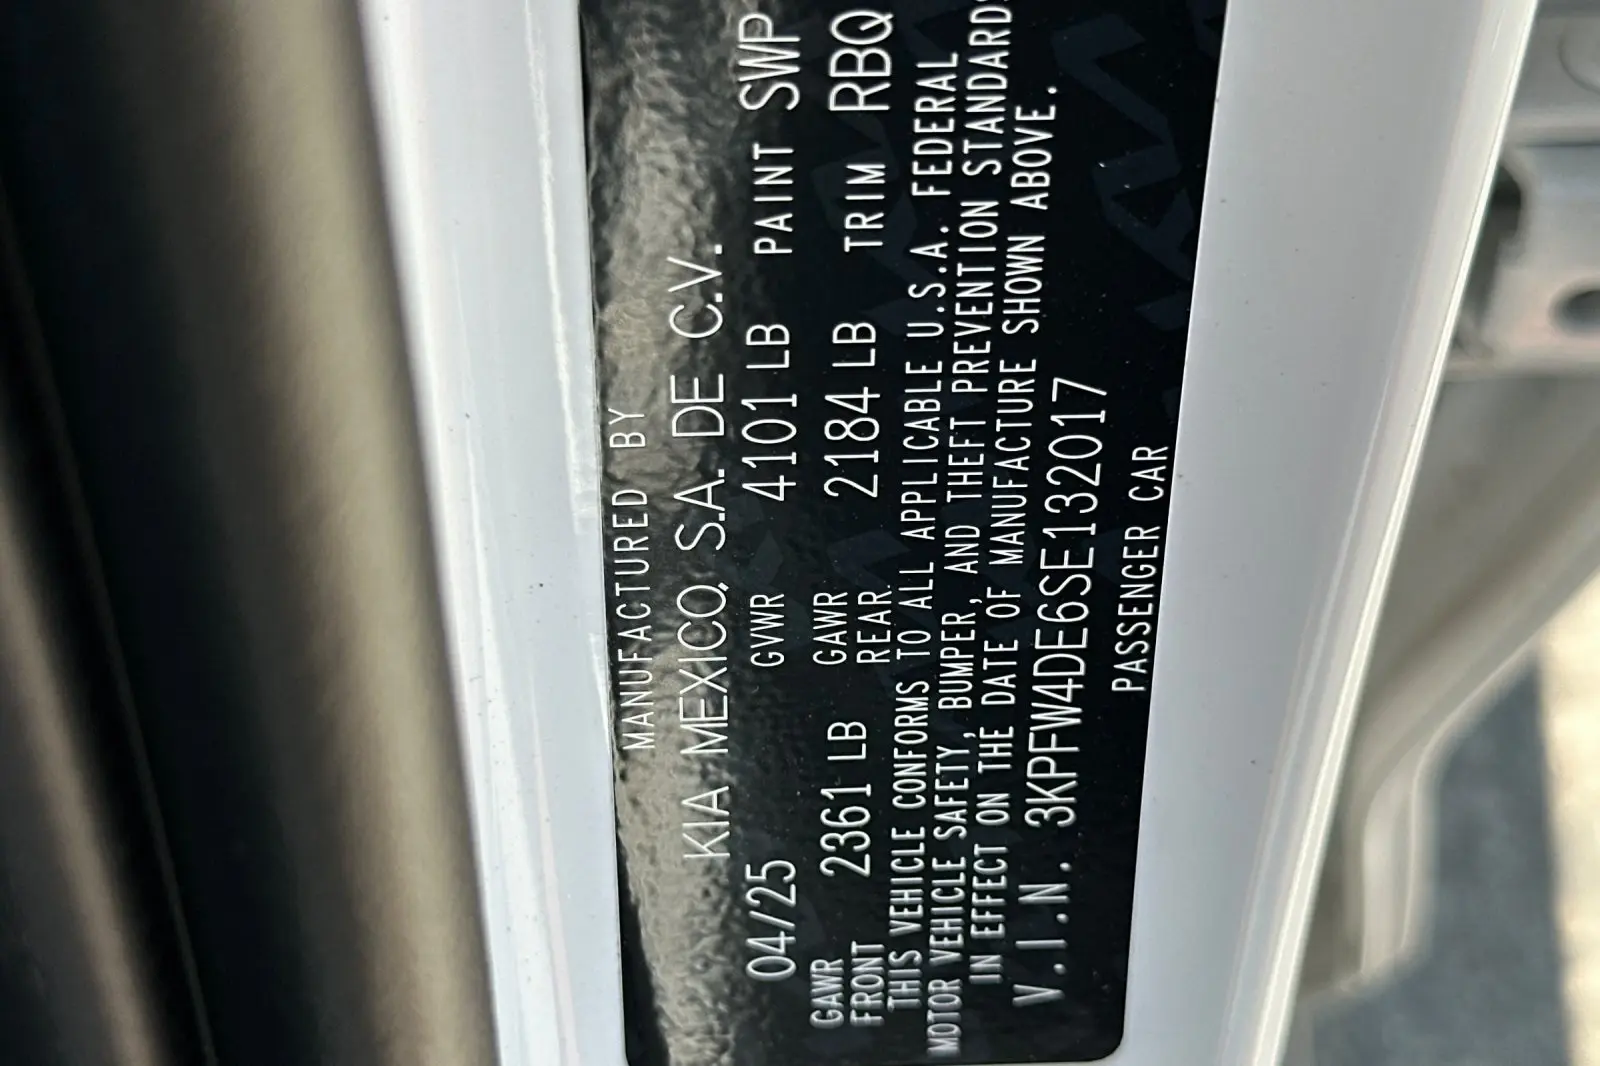 MANUFACTURED BY
KIA MEXICO, S.A. DE C.V.
04/25 GVWR 4101 LB PAINT SWP
GAWR FRONT 2361 LB GAWR REAR 2184 LB TRIM RBQ
THIS VEHICLE CONFORMS TO ALL APPLICABLE U.S.A. FEDERAL
MOTOR VEHICLE SAFETY, BUMPER, AND THEFT PREVENTION STANDARDS
IN EFFECT ON THE DATE OF MANUFACTURE SHOWN ABOVE.
V.I.N. 3KPFW4DE6SE132017
PASSENGER CAR